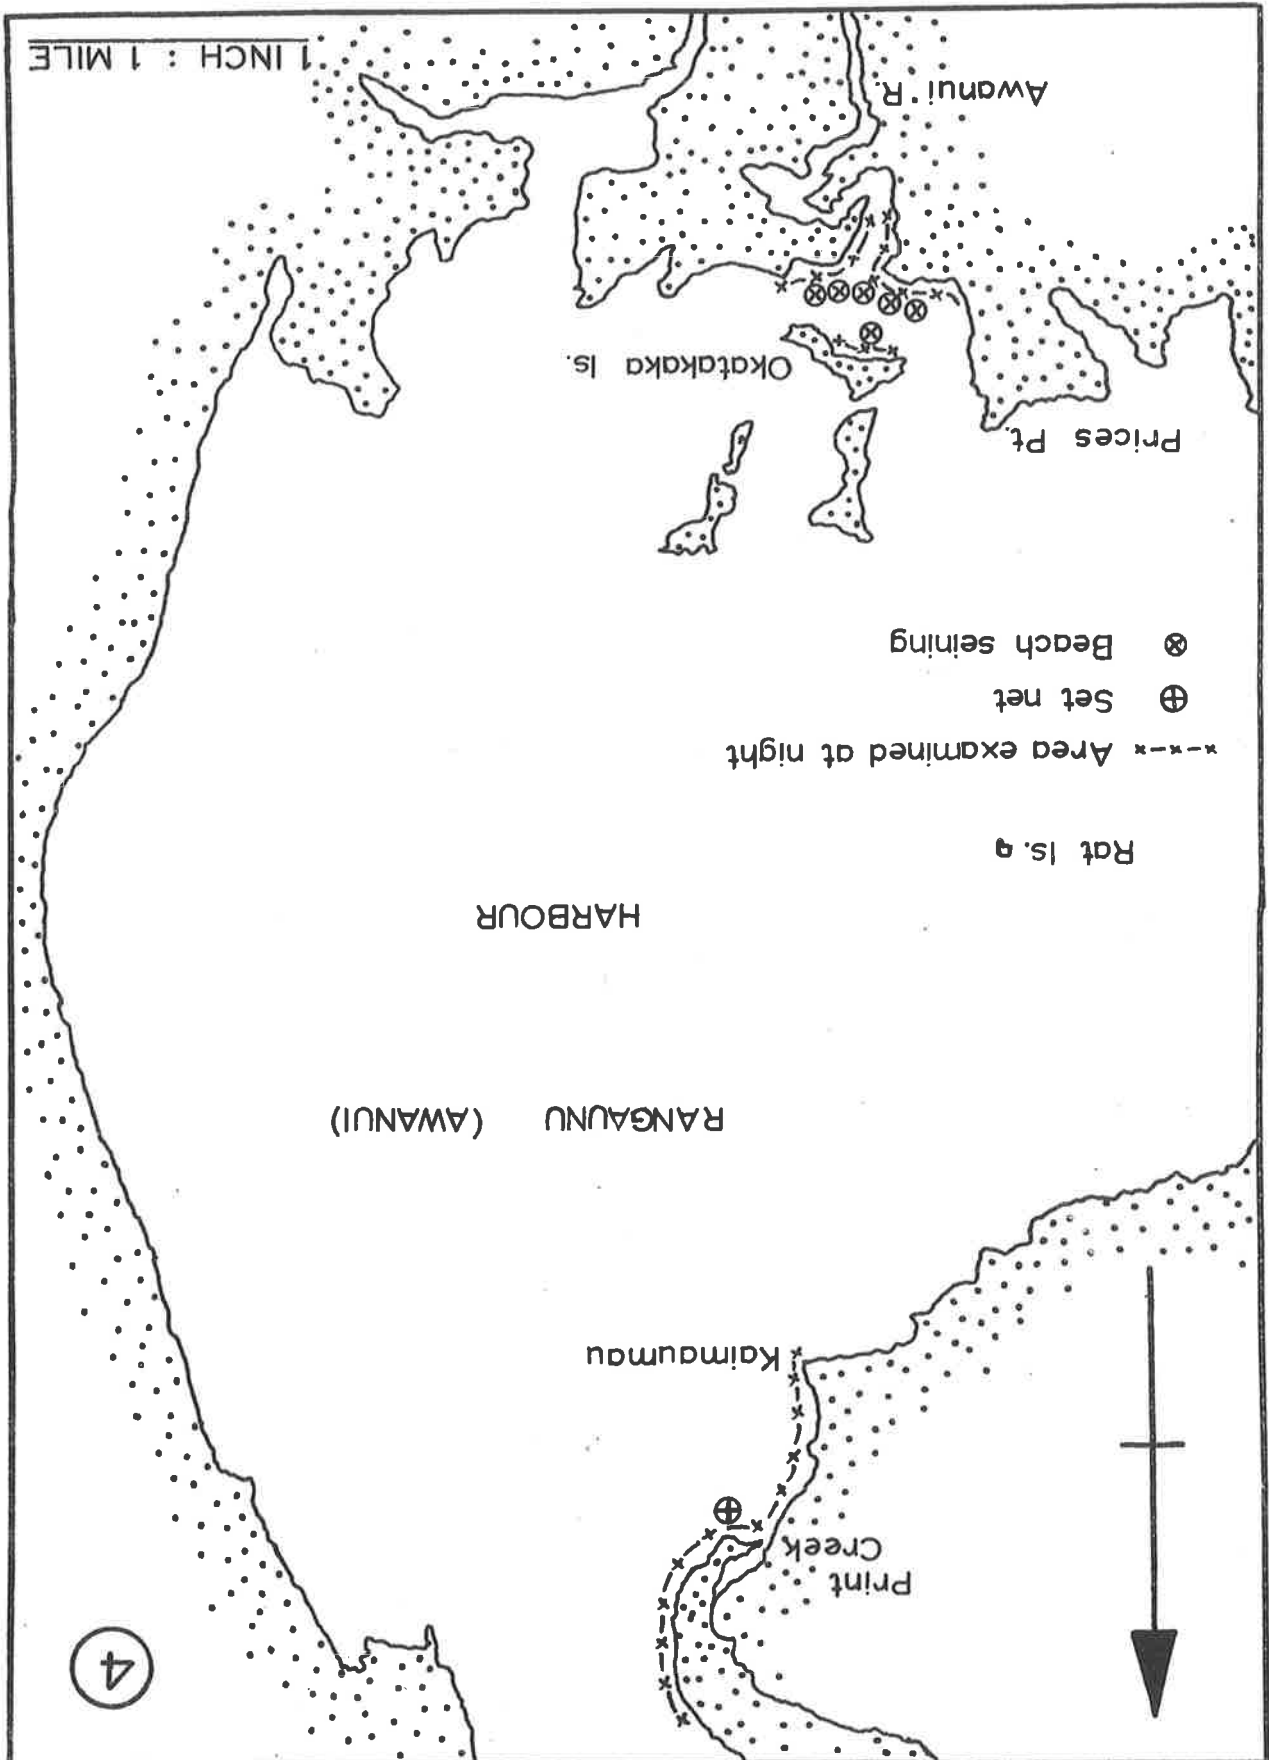 4
Print
Creek
Kaimaumau
RANGAUNU (AWANUI)
HARBOUR
Rat Is.
Area examined at night
Set net
Beach seining
Prices Pt.
Okatakaka Is.
Awanui R.
1 INCH : 1 MILE